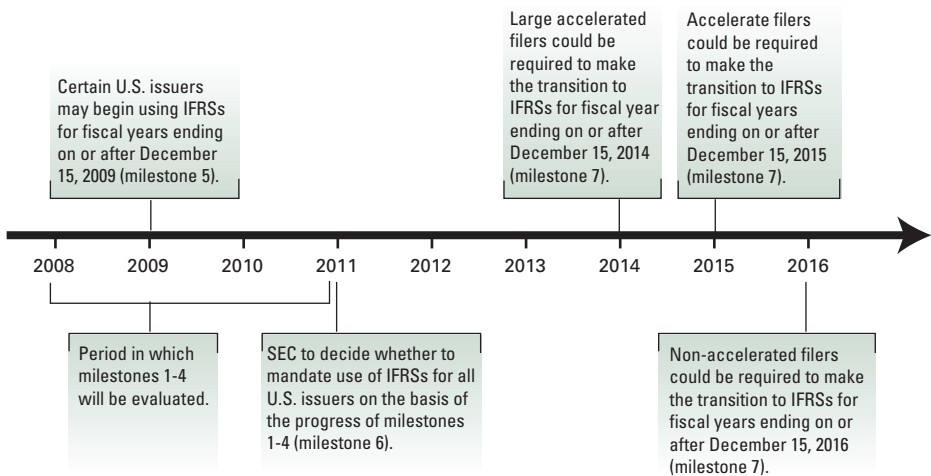 Certain U.S. issuers
may begin using IFRSs
for fiscal years ending
on or after December
15, 2009 (milestone 5).
Large accelerated
filers could be
required to make
the transition to
IFRSs for fiscal year
ending on or after
December 15, 2014
(milestone 7).
Accelerate filers
could be required
to make the
transition to IFRSs
for fiscal years
ending on or after
December 15, 2015
(milestone 7).
2008 2009 2010 2011 2012 2013 2014 2015 2016
Period in which
milestones 1-4
will be evaluated.
SEC to decide whether to
mandate use of IFRSs for all
U.S. issuers on the basis of
the progress of milestones
1-4 (milestone 6).
Non-accelerated filers
could be required to make
the transition to IFRSs for
fiscal years ending on or
after December 15, 2016
(milestone 7).